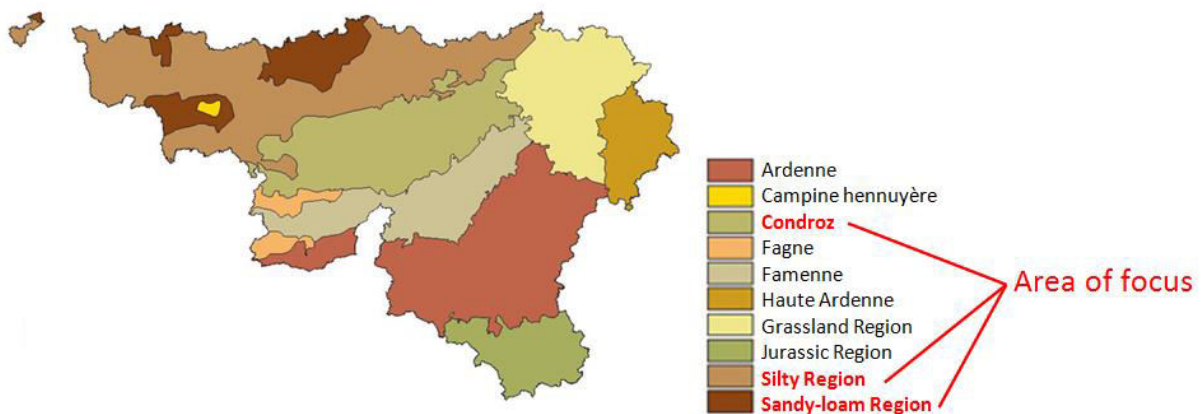 Ardenne
Campine hennuyère
Condroz
Fagne
Famenne
Haute Ardenne
Grassland Region
Jurassic Region
Silty Region
Sandy-loam Region
Area of focus